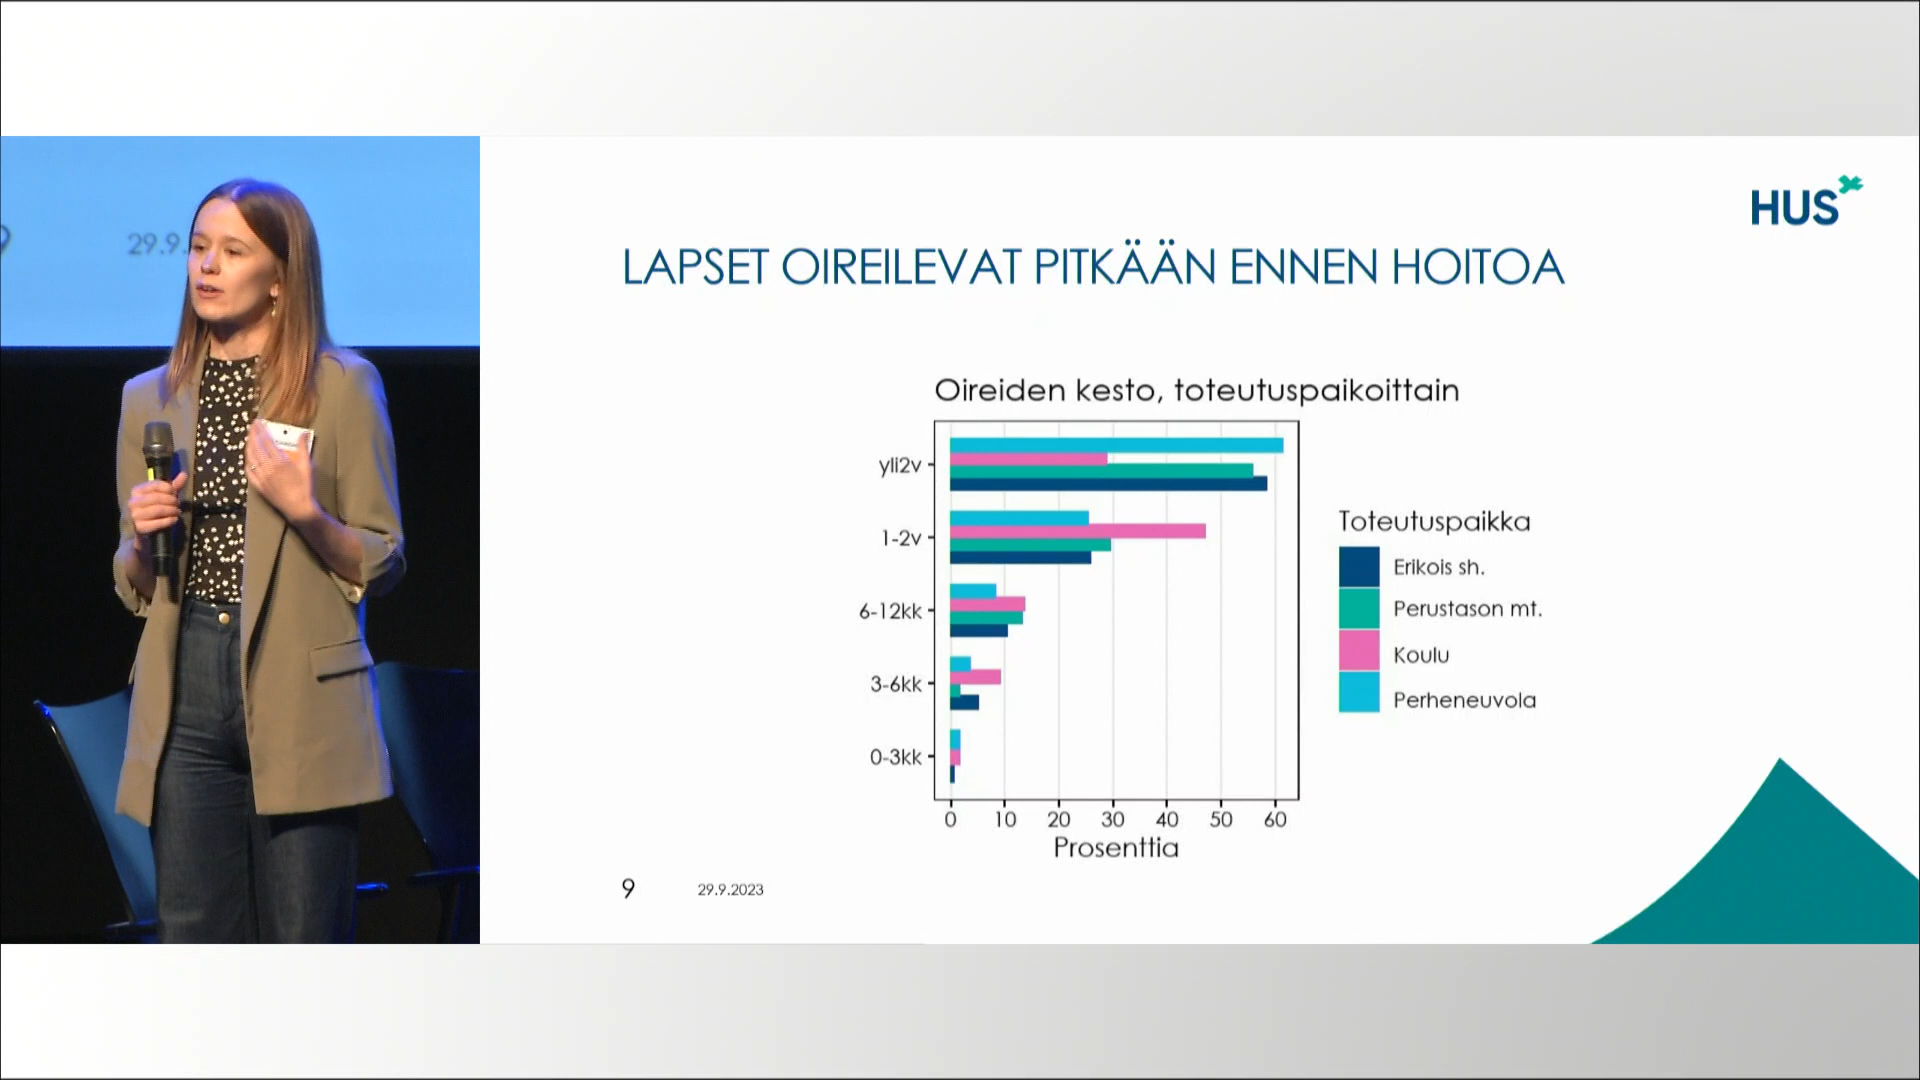 29.9.
HUS
LAPSET OIREILEVAT PITKÄÄN ENNEN HOITOA
Oireiden kesto, toteutuspaikoittain
yli2v
1-2v
6-12kk
3-6kk
0-3kk
0 10 20 30 40 50 60
Prosenttia
Toteutuspaikka
Erikois sh.
Perustason mt.
Koulu
Perheneuvola
9 29.9.2023